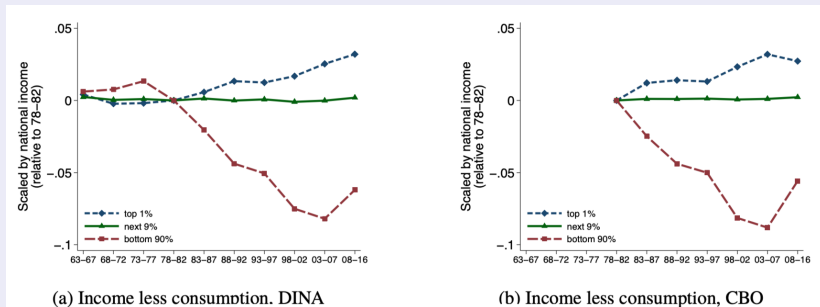 Scaled by national income
(relative to 78–82)
.05
0
−.05
−.1
top 1%
next 9%
bottom 90%
63–67 68–72 73–77 78–82 83–87 88–92 93–97 98–02 03–07 08–16
(a) Income less consumption, DINA
Scaled by national income
(relative to 78–82)
.05
0
−.05
−.1
top 1%
next 9%
bottom 90%
63–67 68–72 73–77 78–82 83–87 88–92 93–97 98–02 03–07 08–16
(b) Income less consumption, CBO